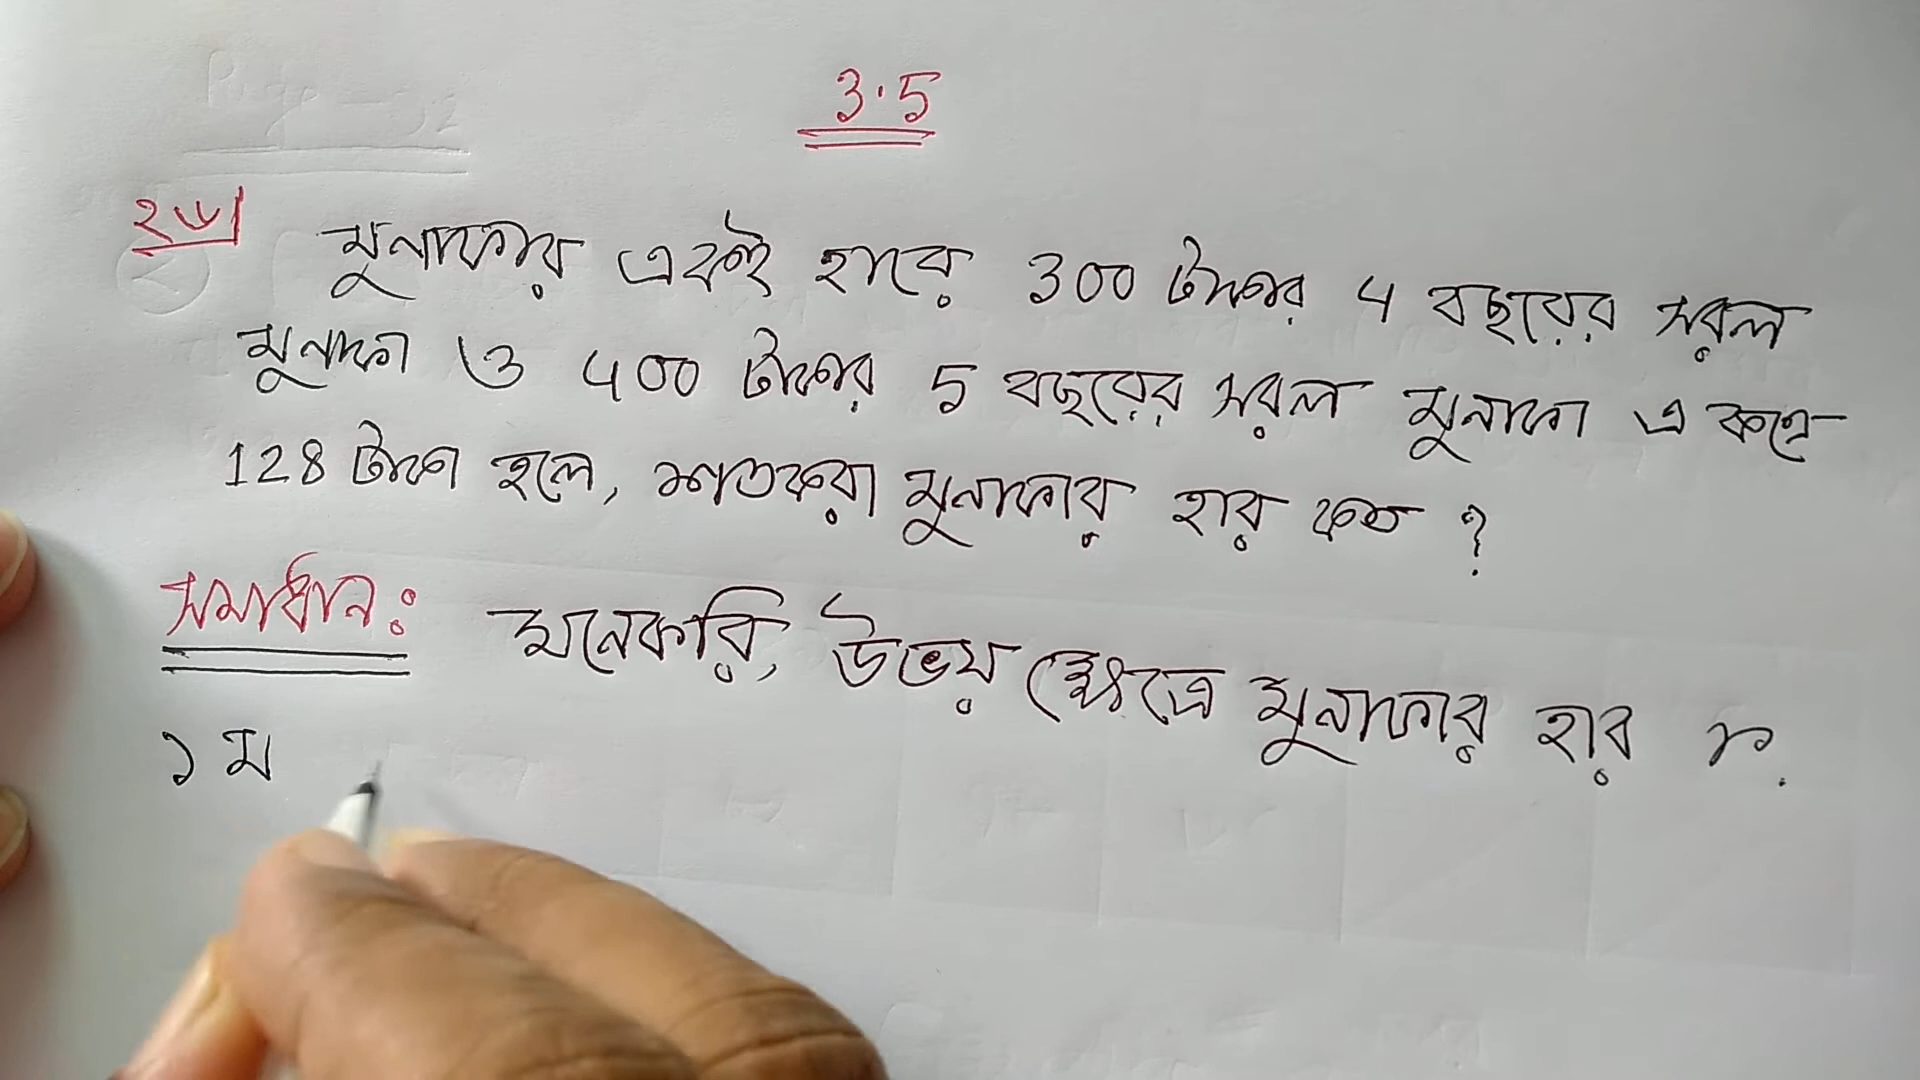 3.5
২৬। মুনাফার একই হারে 300 টাকার 4 বছরের সরল
মুনাফা ও 400 টাকার 5 বছরের সরল মুনাফা একত্রে
128 টাকা হলে, শতকরা মুনাফার হার কত ?
সমাধান: মনেকরি, উভয় ক্ষেত্রে মুনাফার হার r.
১ম